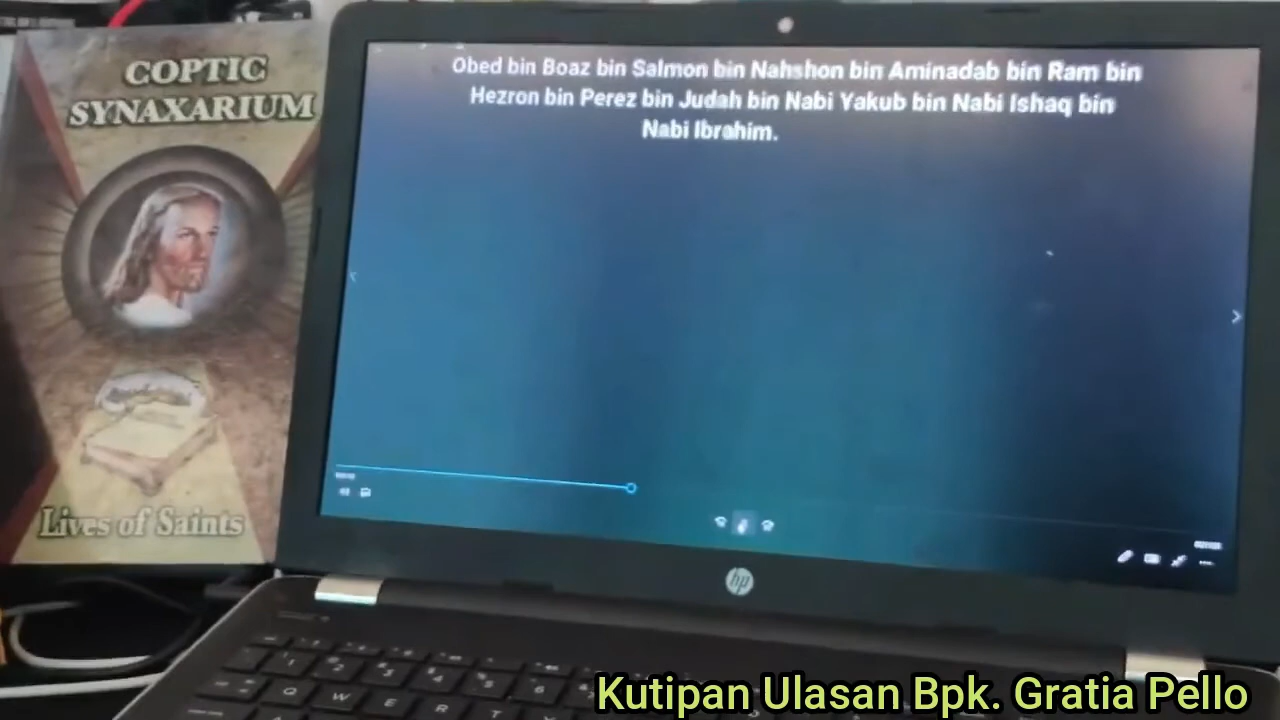 COPTIC
SYNAXARIUM
Lives of Saints
Obed bin Boaz bin Salmon bin Nahshon bin Aminadab bin Ram bin
Hezron bin Perez bin Judah bin Nabi Yakub bin Nabi Ishaq bin
Nabi Ibrahim.
hp
Q W E R T
Kutipan Ulasan Bpk. Gratia Pello